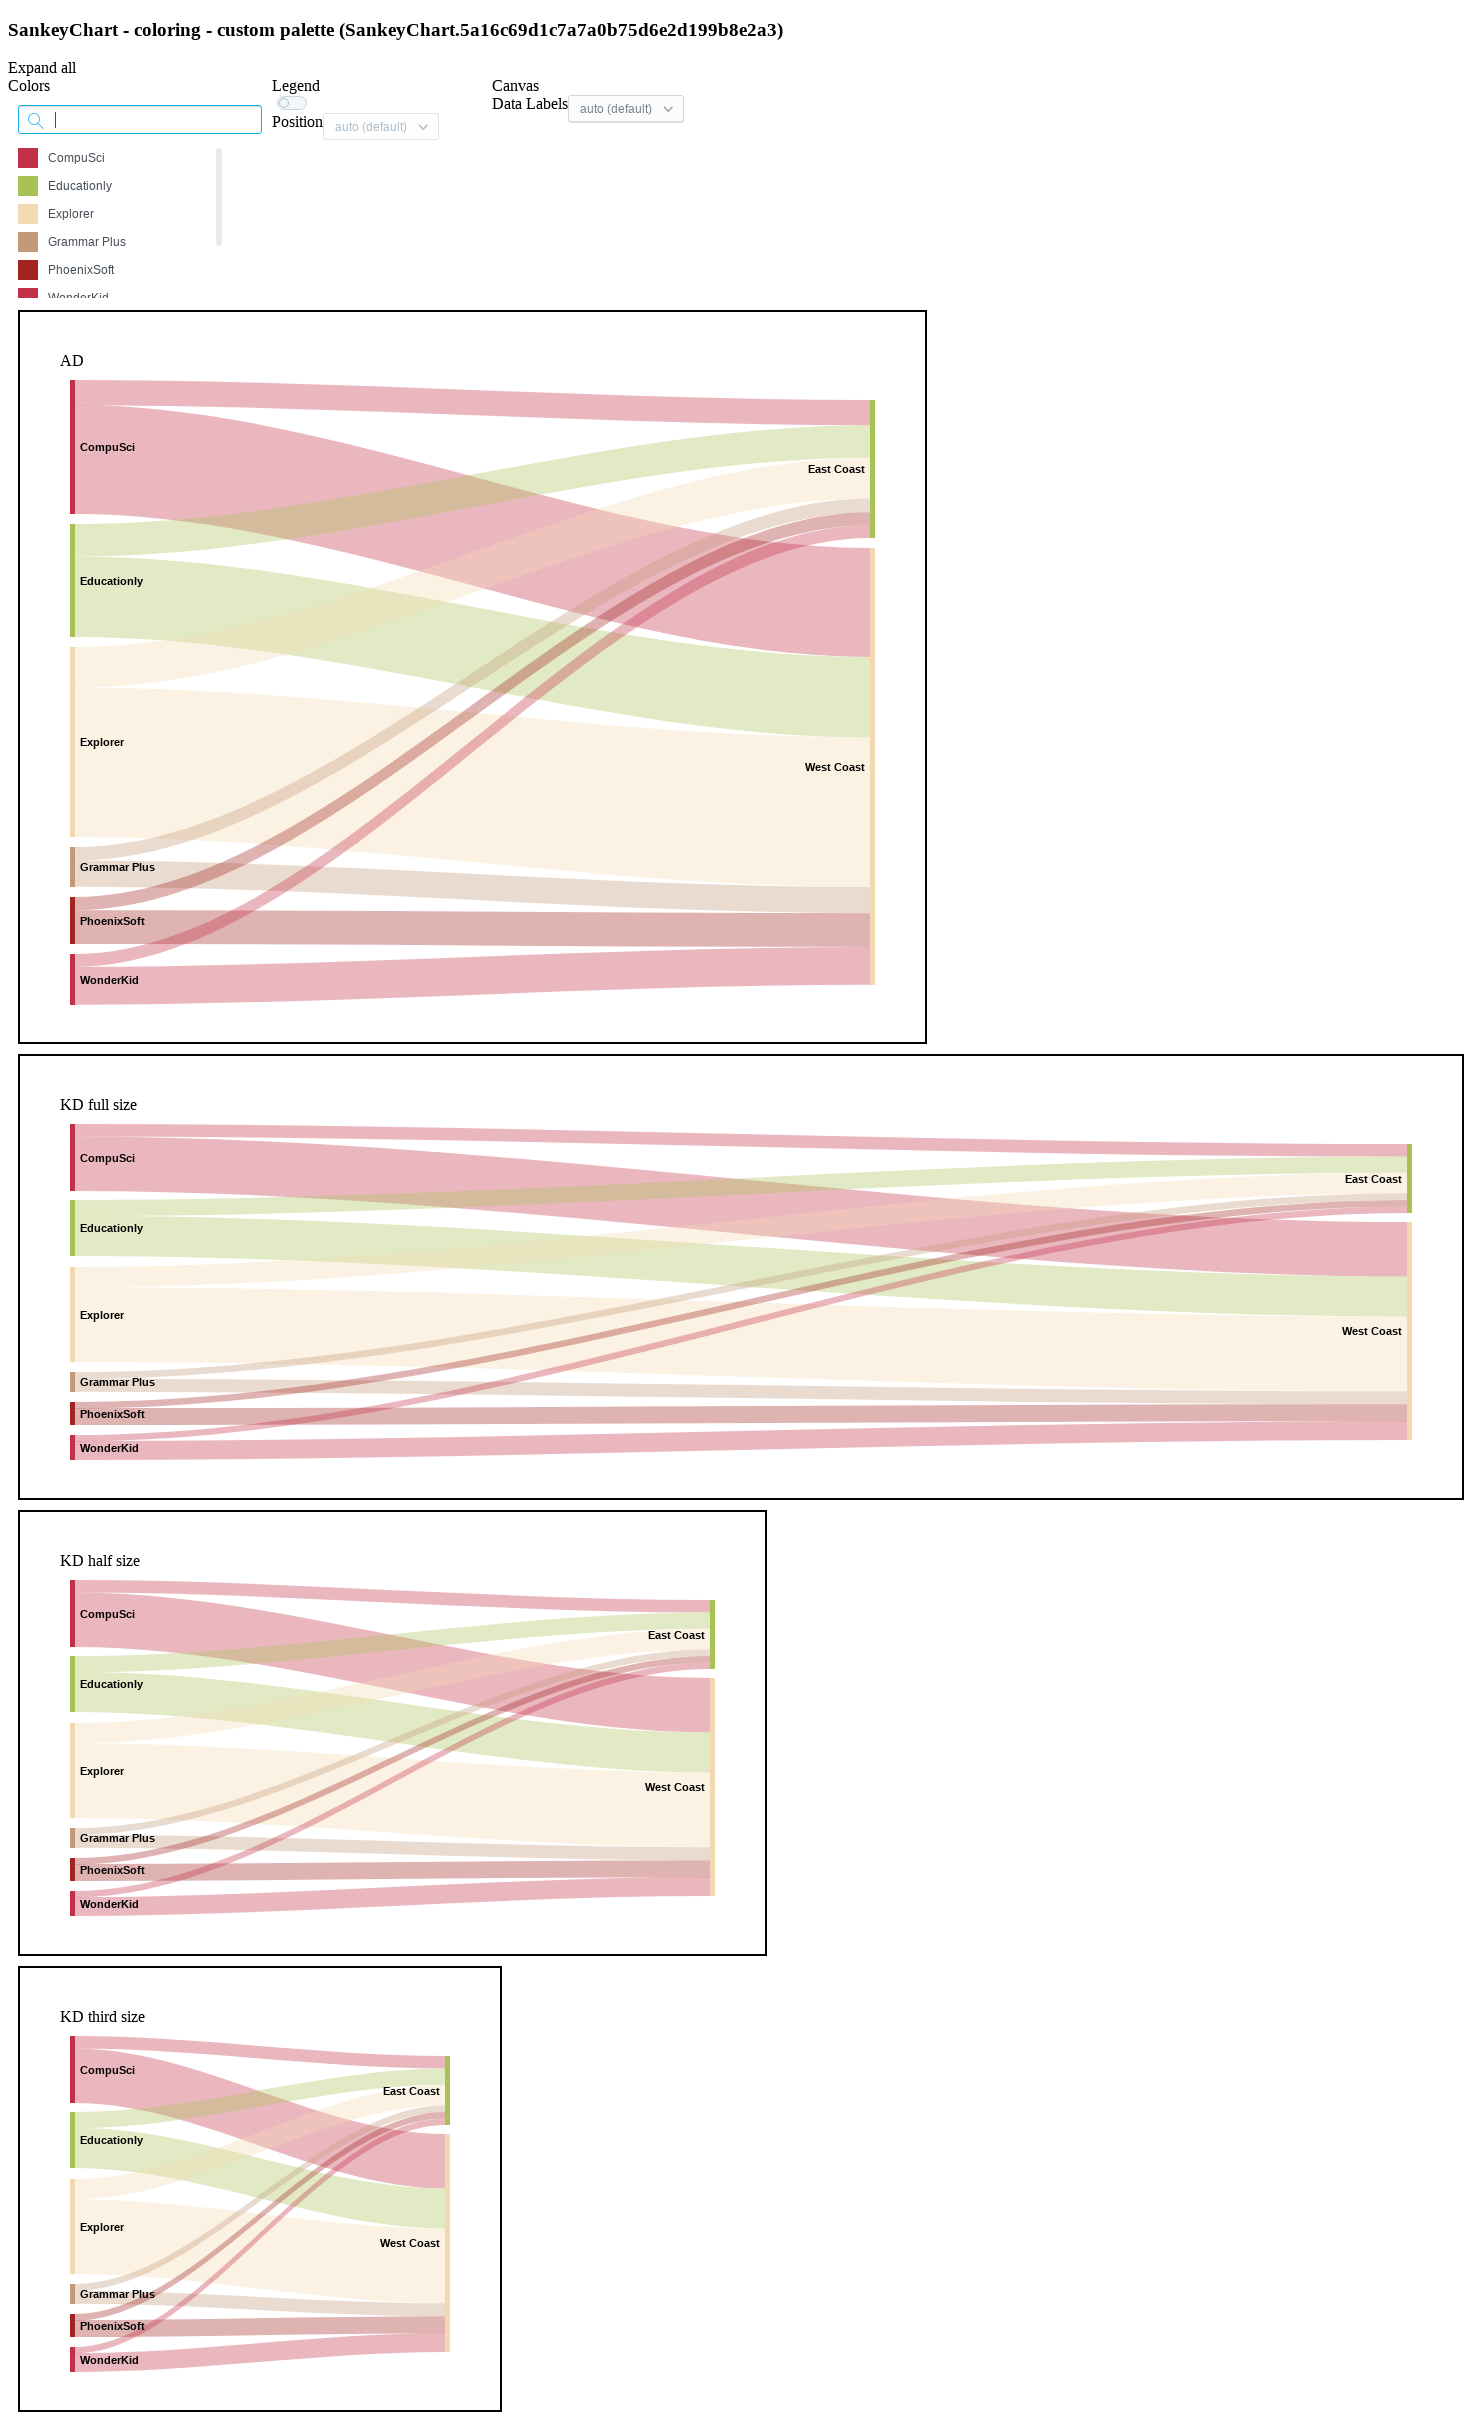 SankeyChart - coloring - custom palette (SankeyChart.5a16c69d1c7a7a0b75d6e2d199b8e2a3)
Expand all
Colors
Legend
Position
auto (default)
Canvas
Data Labels
auto (default)
CompuSci
Educationly
Explorer
Grammar Plus
PhoenixSoft
WonderKid
AD
CompuSci
East Coast
Educationly
Explorer
West Coast
Grammar Plus
PhoenixSoft
WonderKid
KD full size
CompuSci
East Coast
Educationly
Explorer
West Coast
Grammar Plus
PhoenixSoft
WonderKid
KD half size
CompuSci
East Coast
Educationly
Explorer
West Coast
Grammar Plus
PhoenixSoft
WonderKid
KD third size
CompuSci
East Coast
Educationly
Explorer
West Coast
Grammar Plus
PhoenixSoft
WonderKid